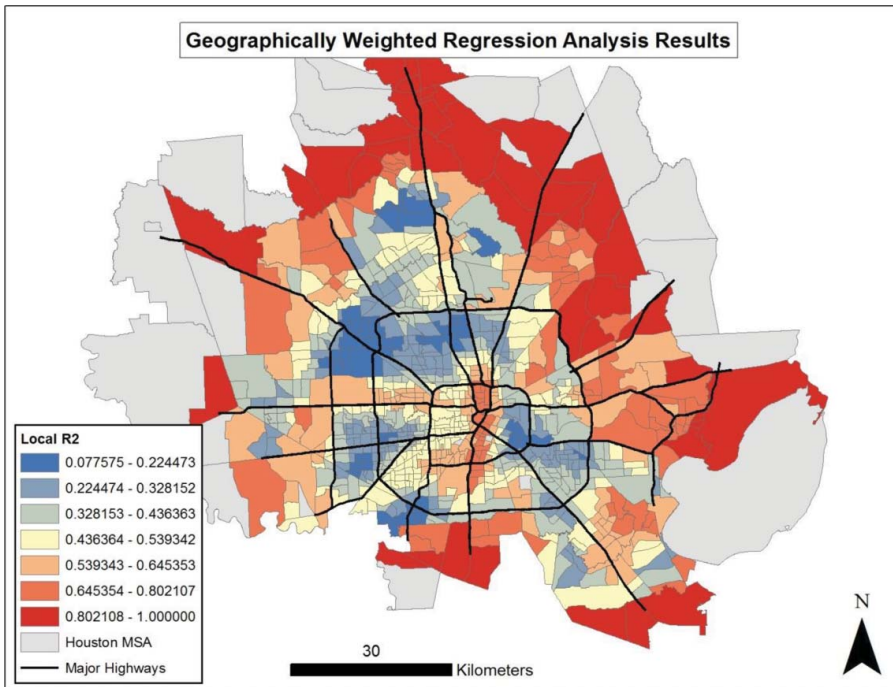 Geographically Weighted Regression Analysis Results
Local R2
0.077575 - 0.224473
0.224474 - 0.328152
0.328153 - 0.436363
0.436364 - 0.539342
0.539343 - 0.645353
0.645354 - 0.802107
0.802108 - 1.000000
Houston MSA
Major Highways
30
Kilometers
N